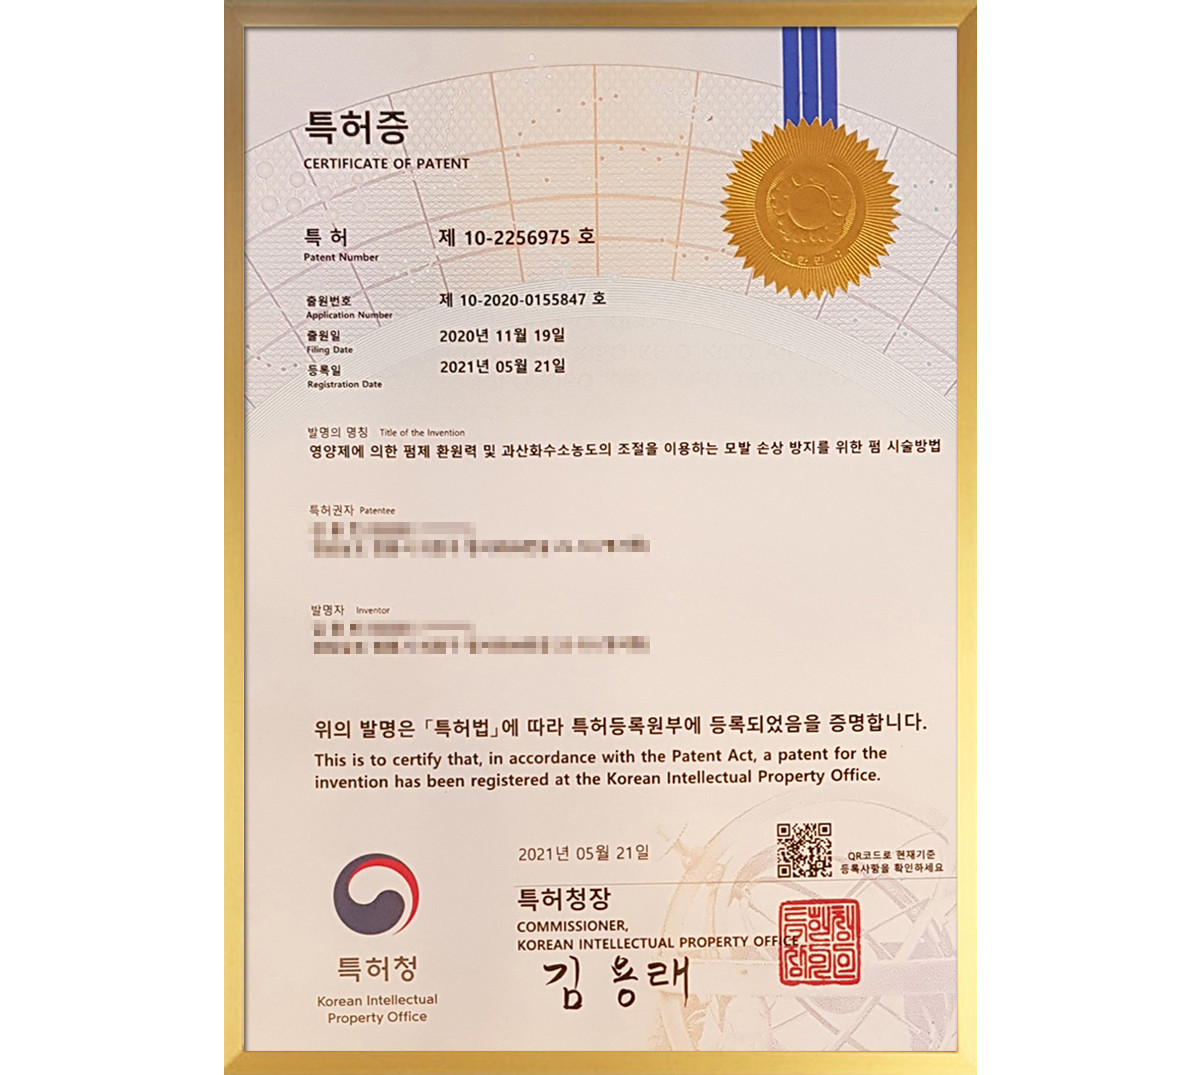 특허증
CERTIFICATE OF PATENT
특 허 제 10-2256975 호
Patent Number
출원번호 제 10-2020-0155847 호
Application Number
출원일 2020년 11월 19일
Filing Date
등록일 2021년 05월 21일
Registration Date
발명의 명칭 Title of the Invention
영양제에 의한 펌제 환원력 및 과산화수소농도의 조절을 이용하는 모발 손상 방지를 위한 펌 시술방법
특허권자 Patentee
발명자 Inventor
위의 발명은 「특허법」에 따라 특허등록원부에 등록되었음을 증명합니다.
This is to certify that, in accordance with the Patent Act, a patent for the
invention has been registered at the Korean Intellectual Property Office.
2021년 05월 21일
QR코드로 현재기준
등록사항을 확인하세요
특허청장
COMMISSIONER,
KOREAN INTELLECTUAL PROPERTY OFFICE
김용래
특허청
Korean Intellectual
Property Office